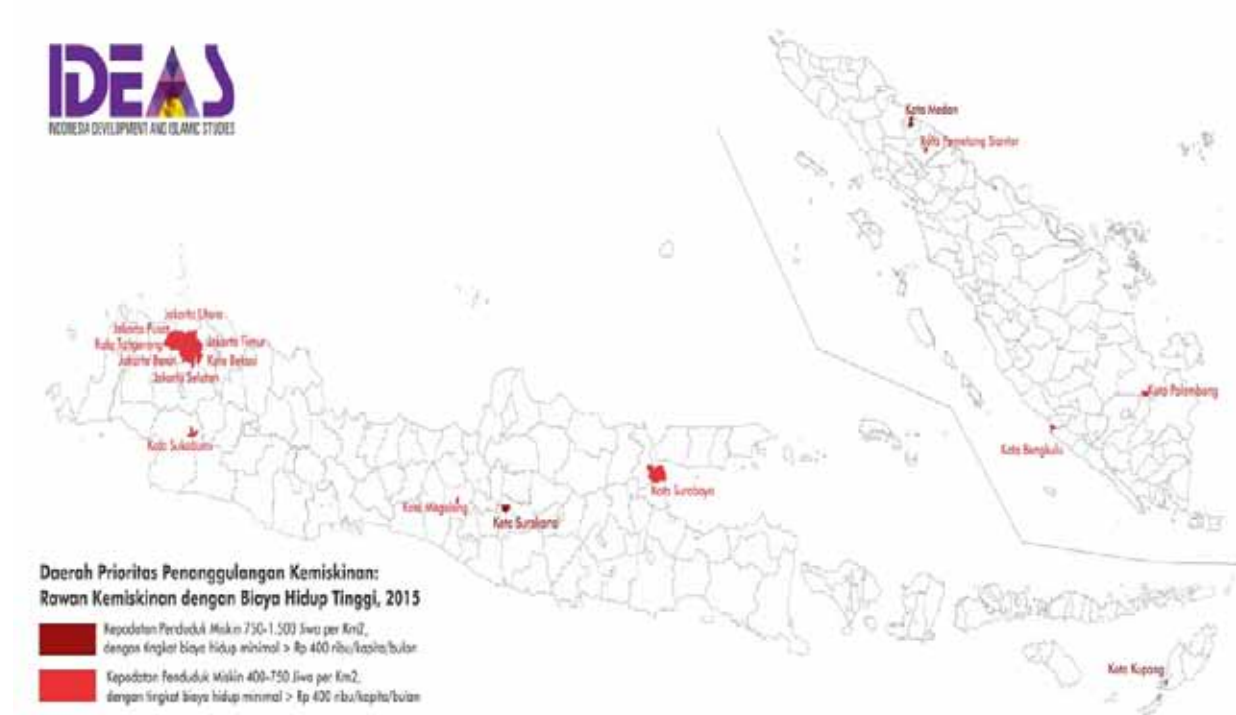 IDEAS
INDONESIA DEVELOPMENT AND ISLAMIC STUDIES
Kota Medan
Kota Pematang Siantar
Jakarta Utara
Jakarta Pusat
Jakarta Timur
Kota Tangerang
Jakarta Barat
Kota Bekasi
Jakarta Selatan
Kota Palembang
Kota Sukabumi
Kota Bengkulu
Kota Surabaya
Kota Magelang
Kota Surakarta
Daerah Prioritas Penanggulangan Kemiskinan:
Rawan Kemiskinan dengan Biaya Hidup Tinggi, 2015
Kepadatan Penduduk Miskin 750-1.500 Jiwa per Km2,
dengan tingkat biaya hidup minimal > Rp 400 ribu/kapita/bulan
Kepadatan Penduduk Miskin 400-750 Jiwa per Km2,
dengan tingkat biaya hidup minimal > Rp 400 ribu/kapita/bulan
Kota Kupang